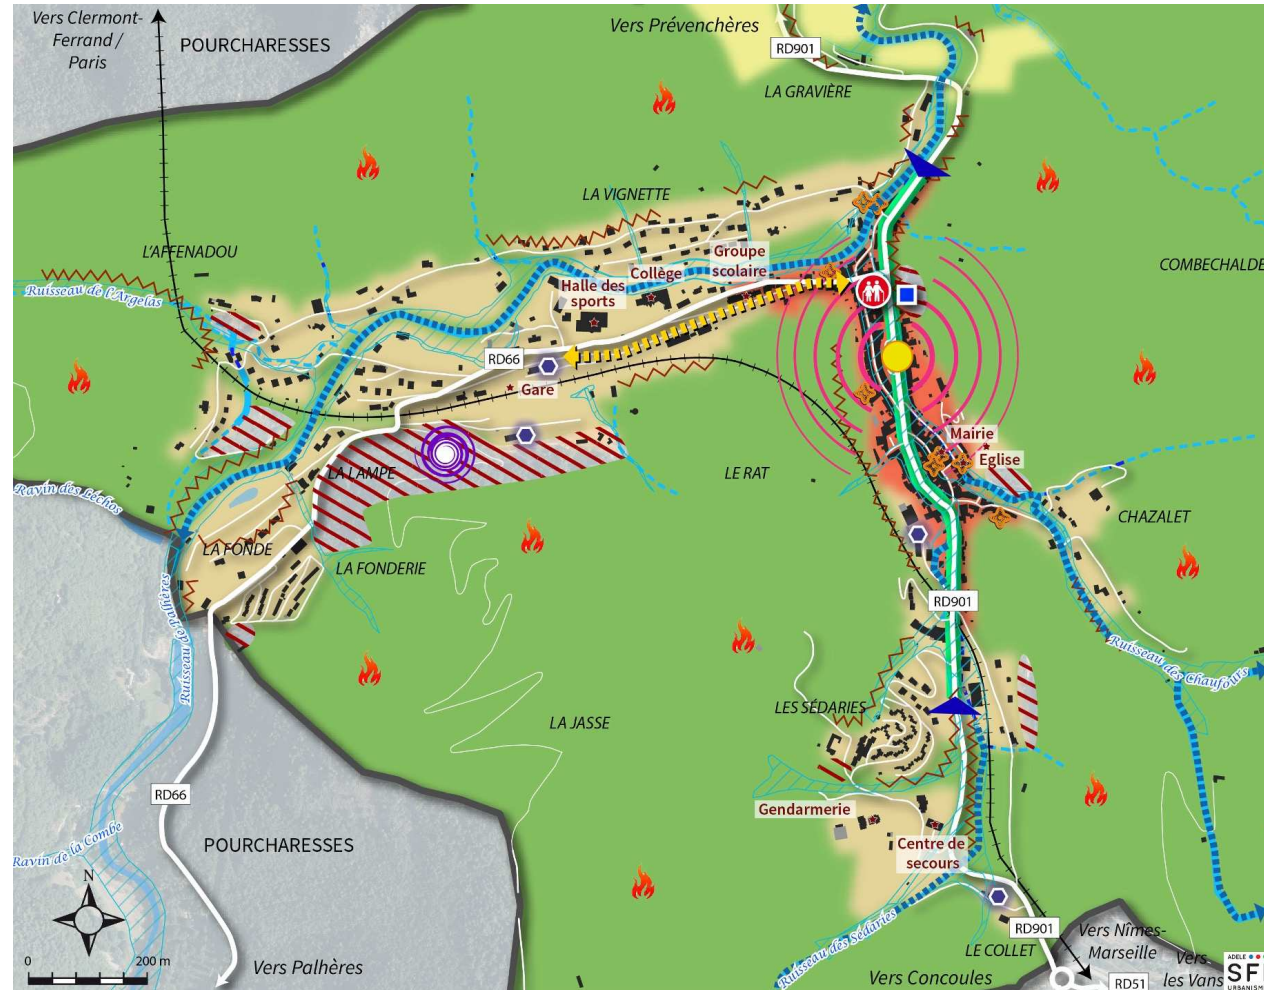 Vers Clermont-
Ferrand /
Paris
POURCHARESSES
Vers Prévenchères
RD901
LA GRAVIÈRE
LA VIGNETTE
L'AFFENADOU
COMBECHALDE
Ruisseau de l'Argelas
Groupe
scolaire
Collège
Halle des
sports
RD66
Gare
Mairie
Eglise
LA LAMPE
LE RAT
Ravin des Léchos
CHAZALET
LA FONDE
LA FONDERIE
Ruisseau de Palhères
RD901
Ruisseau des Chaufours
LES SÉDARIES
LA JASSE
RD66
Gendarmerie
Ravin de la Combe
POURCHARESSES
Centre de
secours
N
Ruisseau des Sédaries
RD901
LE COLLET
Vers Nîmes-
Marseille
0 200 m
Vers Palhères
Vers Concoules
RD51
Vers
les Vans
ADELE
SF
URBANISM